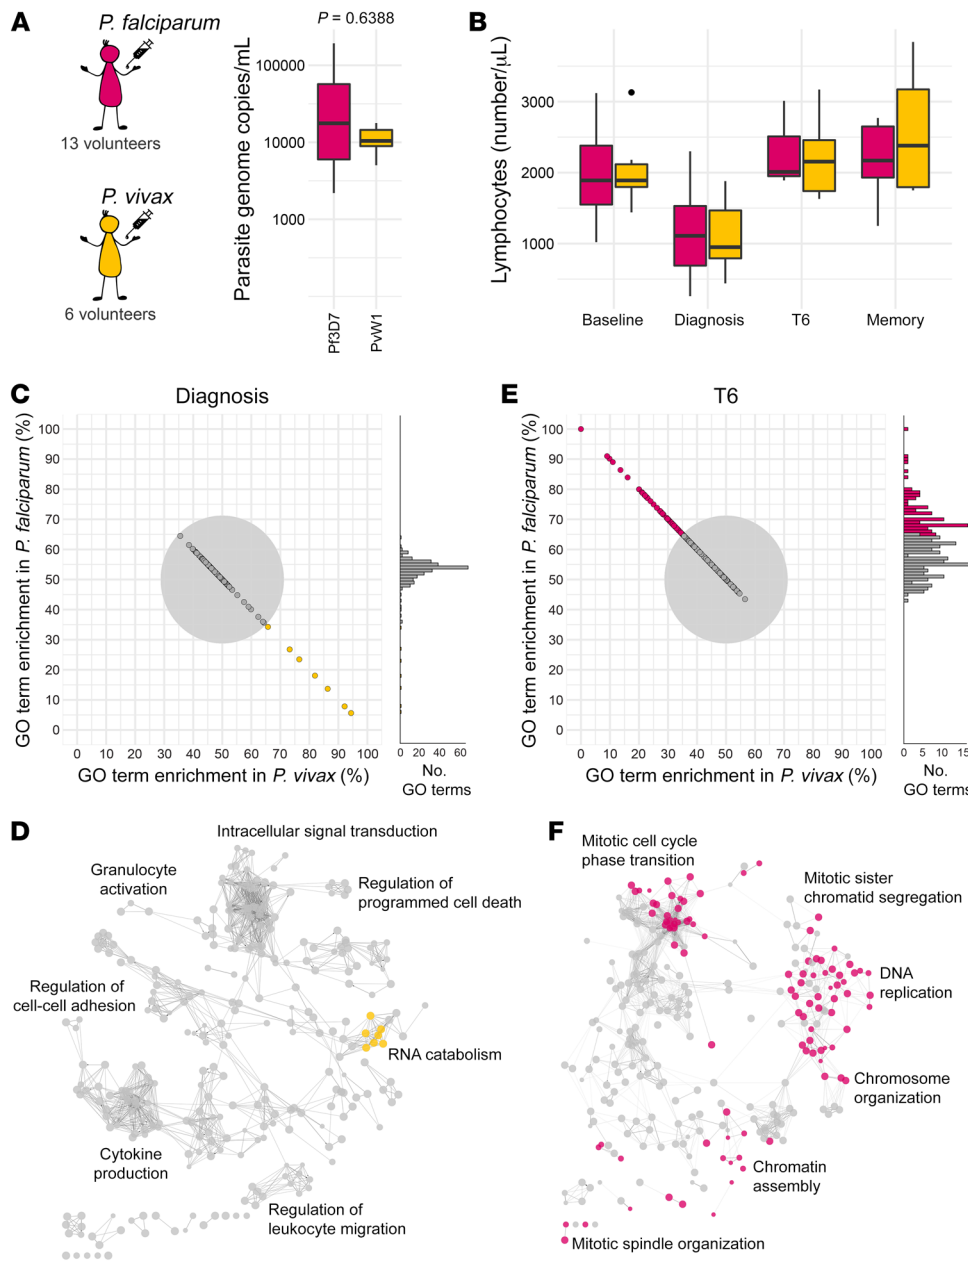 A
P. falciparum
13 volunteers
P. vivax
6 volunteers
P = 0.6388
Parasite genome copies/mL
100000
10000
1000
Pf3D7
PvW1
B
Lymphocytes (number/μL)
3000
2000
1000
Baseline
Diagnosis
T6
Memory
C
Diagnosis
GO term enrichment in P. falciparum (%)
100
90
80
70
60
50
40
30
20
10
0
0 10 20 30 40 50 60 70 80 90 100
GO term enrichment in P. vivax (%)
0 20 40 60
No.
GO terms
E
T6
GO term enrichment in P. falciparum (%)
100
90
80
70
60
50
40
30
20
10
0
0 10 20 30 40 50 60 70 80 90 100
GO term enrichment in P. vivax (%)
0 5 10 15
No.
GO terms
D
Intracellular signal transduction
Granulocyte
activation
Regulation of
programmed cell death
Regulation of
cell-cell adhesion
RNA catabolism
Cytokine
production
Regulation of
leukocyte migration
F
Mitotic cell cycle
phase transition
Mitotic sister
chromatid segregation
DNA
replication
Chromosome
organization
Chromatin
assembly
Mitotic spindle organization